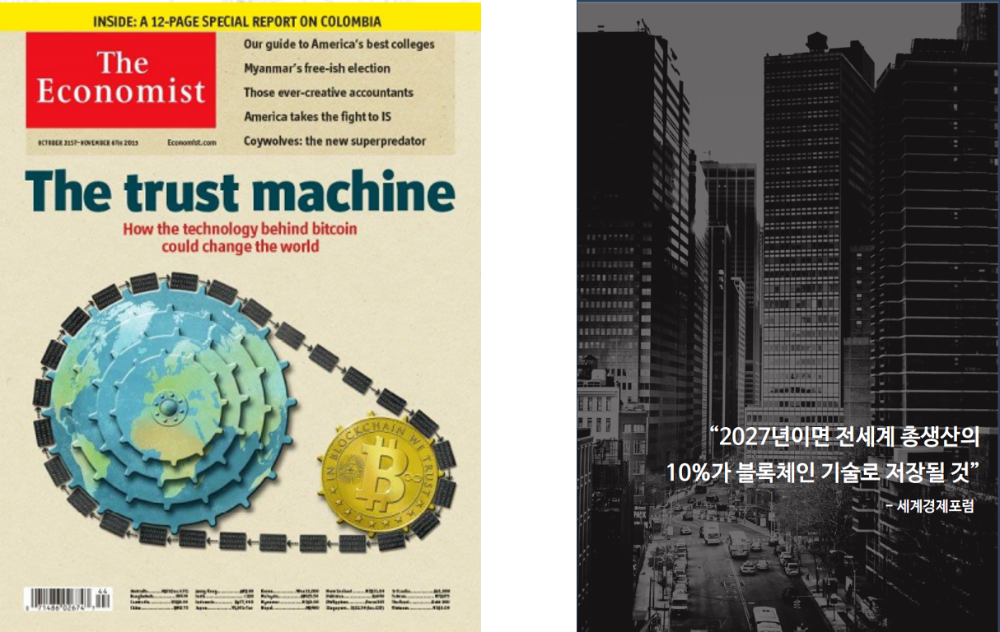 INSIDE: A 12-PAGE SPECIAL REPORT ON COLOMBIA
The
Economist
OCTOBER 31ST–NOVEMBER 6TH 2015
Economist.com
Our guide to America's best colleges
Myanmar's free-ish election
Those ever-creative accountants
America takes the fight to IS
Coywolves: the new superpredator
The trust machine
How the technology behind bitcoin
could change the world
IN BLOCKCHAIN WE TRUST
“2027년이면 전세계 총생산의
10%가 블록체인 기술로 저장될 것”
- 세계경제포럼